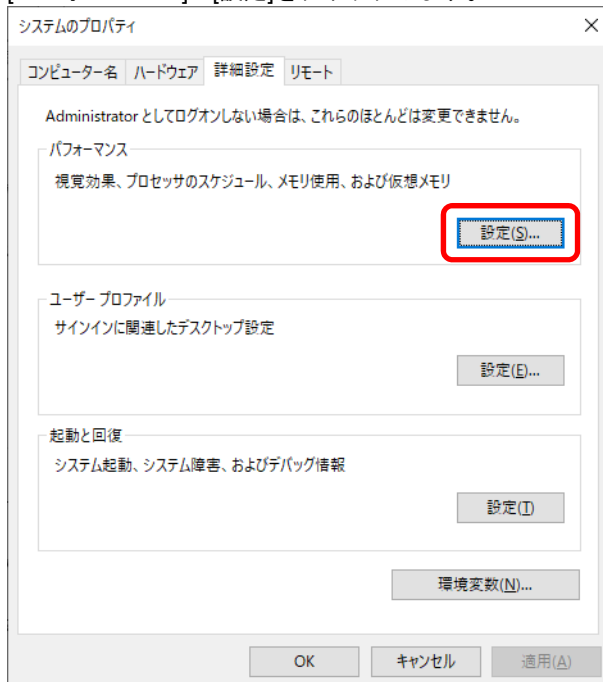 システムのプロパティ
コンピューター名 ハードウェア 詳細設定 リモート
Administrator としてログオンしない場合は、これらのほとんどは変更できません。
パフォーマンス
視覚効果、プロセッサのスケジュール、メモリ使用、および仮想メモリ
設定(S)...
ユーザー プロファイル
サインインに関連したデスクトップ設定
設定(E)...
起動と回復
システム起動、システム障害、およびデバッグ情報
設定(T)
環境変数(N)...
OK キャンセル 適用(A)